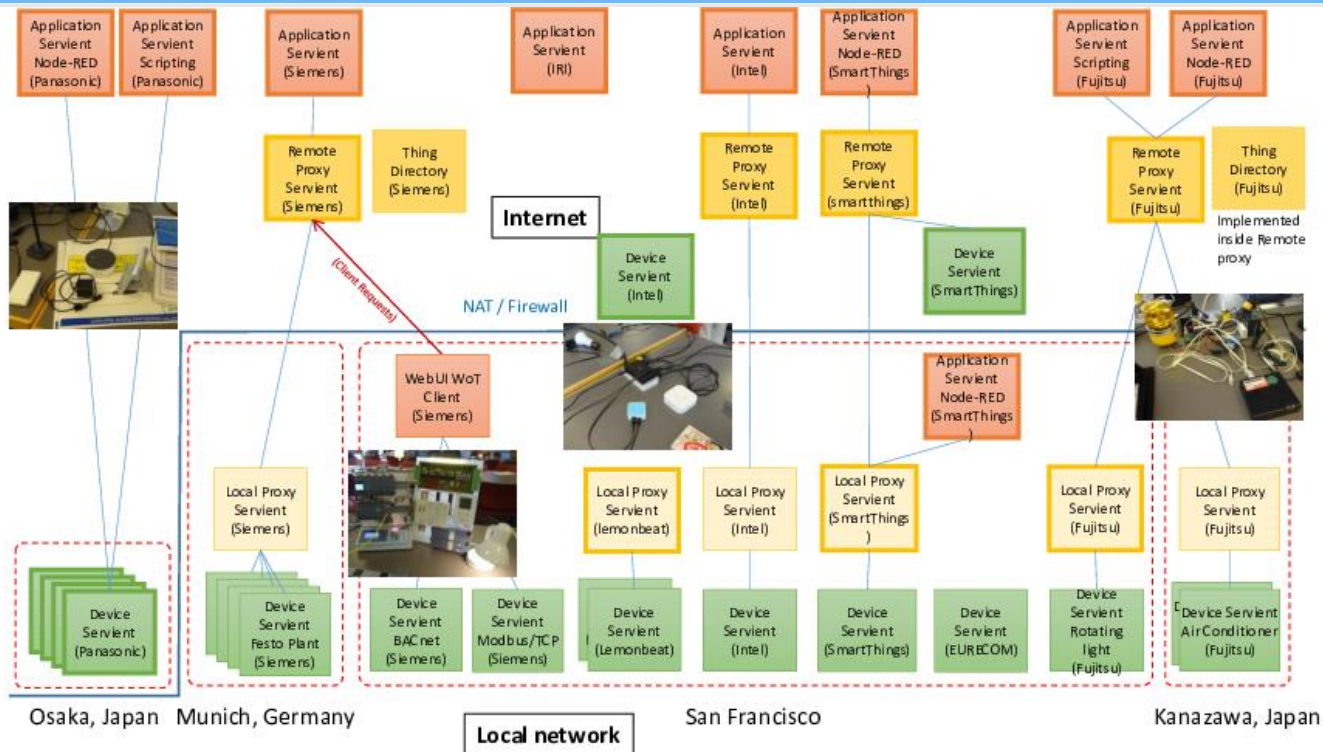 Application
Servient
Node-RED
(Panasonic)
Application
Servient
Scripting
(Panasonic)
Application
Servient
(Siemens)
Application
Servient
(IRI)
Application
Servient
(Intel)
Application
Servient
Node-RED
(SmartThings
)
Application
Servient
Scripting
(Fujitsu)
Application
Servient
Node-RED
(Fujitsu)
Remote
Proxy
Servient
(Siemens)
Thing
Directory
(Siemens)
Remote
Proxy
Servient
(Intel)
Remote
Proxy
Servient
(smartthings)
Remote
Proxy
Servient
(Fujitsu)
Thing
Directory
(Fujitsu)
Implemented
inside Remote
proxy
Internet
Device
Servient
(Intel)
Device
Servient
(SmartThings)
(Client Requests)
NAT / Firewall
WebUI WoT
Client
(Siemens)
Application
Servient
Node-RED
(SmartThings
)
Local Proxy
Servient
(Siemens)
Local Proxy
Servient
(lemonbeat)
Local Proxy
Servient
(Intel)
Local Proxy
Servient
(SmartThings
)
Local Proxy
Servient
(Fujitsu)
Local Proxy
Servient
(Fujitsu)
Device
Servient
(Panasonic)
Device
Servient
Festo Plant
(Siemens)
Device
Servient
BACnet
(Siemens)
Device
Servient
Modbus/TCP
(Siemens)
Device
Servient
(Lemonbeat)
Device
Servient
(Intel)
Device
Servient
(SmartThings)
Device
Servient
(EURECOM)
Device
Servient
Rotating
light
(Fujitsu)
Device Servient
AirConditioner
(Fujitsu)
Osaka, Japan
Munich, Germany
San Francisco
Kanazawa, Japan
Local network